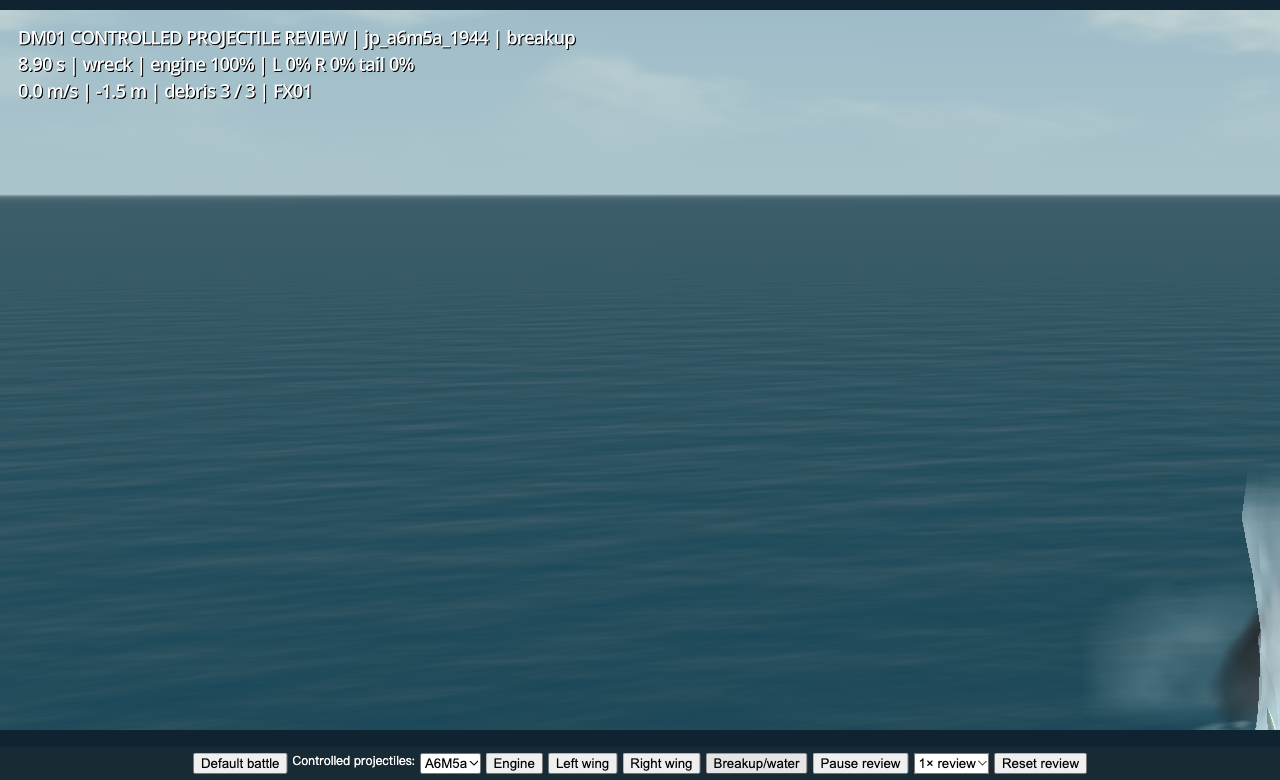 DM01 CONTROLLED PROJECTILE REVIEW | jp_a6m5a_1944 | breakup
8.90 s | wreck | engine 100% | L 0% R 0% tail 0%
0.0 m/s | -1.5 m | debris 3 / 3 | FX01
Default battle Controlled projectiles: A6M5a Engine Left wing Right wing Breakup/water Pause review 1× review Reset review